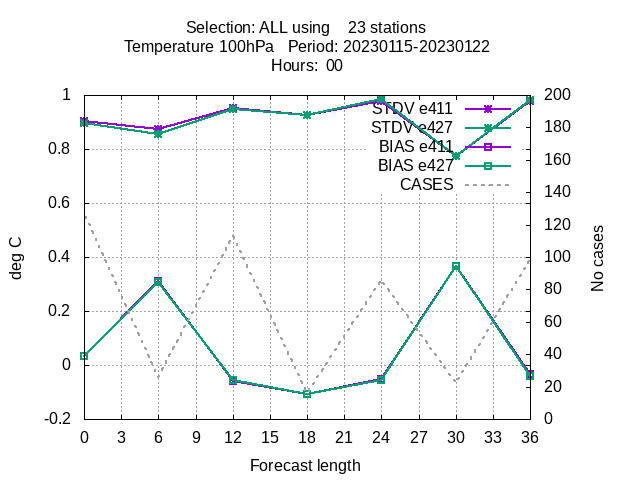 Selection: ALL using    23 stations
Temperature 100hPa   Period: 20230115-20230122
Hours:  00
1
0.8
0.6
0.4
0.2
0
-0.2
deg C
STDV e411
STDV e427
BIAS e411
BIAS e427
CASES
200
180
160
140
120
100
80
60
40
20
0
No cases
0 3 6 9 12 15 18 21 24 27 30 33 36
Forecast length